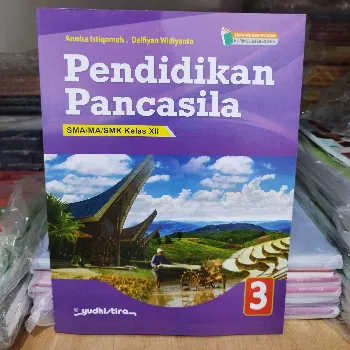 Annisa Istiqomah . Delfiyan Widiyanto
Pendidikan
Pancasila
SMA/MA/SMK Kelas XII
3
yudhistira